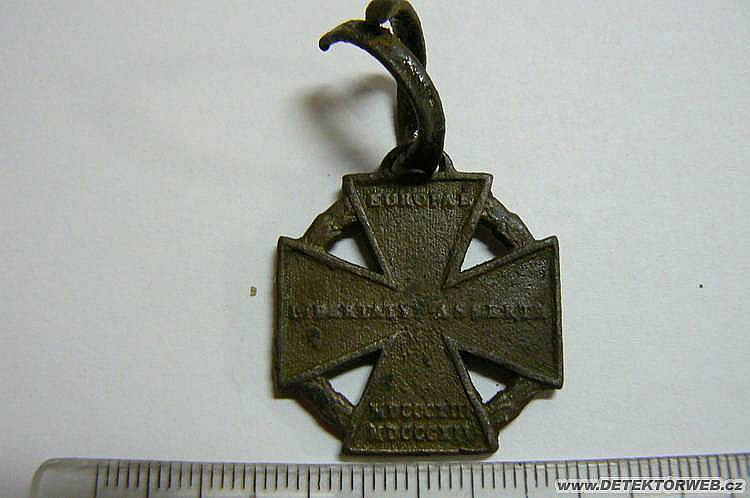 EUROPAE
LIBERTATE ASSERTA
MDCCCXIII
MDCCCXIV
WWW.DETEKTORWEB.CZ